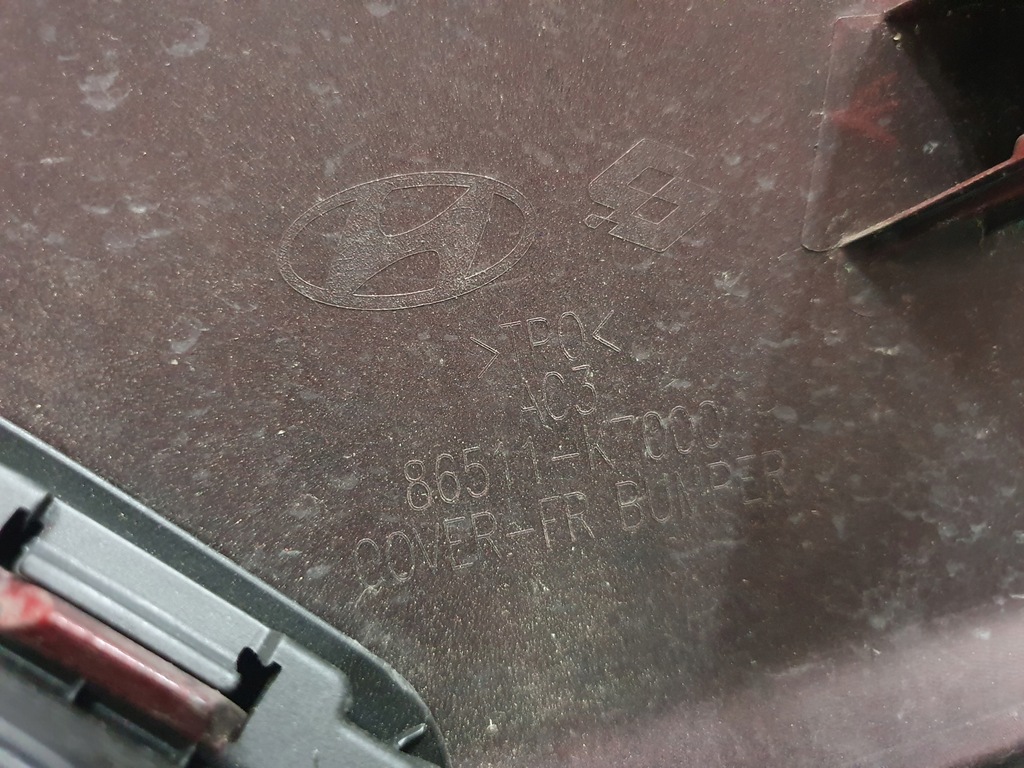 >TPO<
AC3
86511-K7000
COVER-FR BUMPER